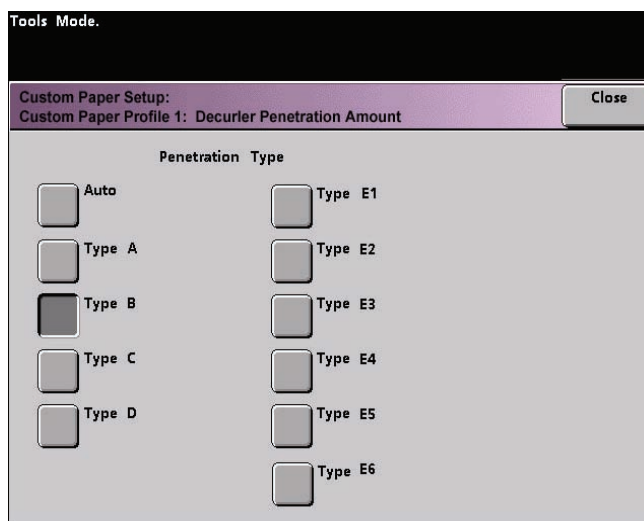 Tools Mode.
Custom Paper Setup:
Custom Paper Profile 1: Decurler Penetration Amount
Close
Penetration Type
Auto
Type A
Type B
Type C
Type D
Type E1
Type E2
Type E3
Type E4
Type E5
Type E6